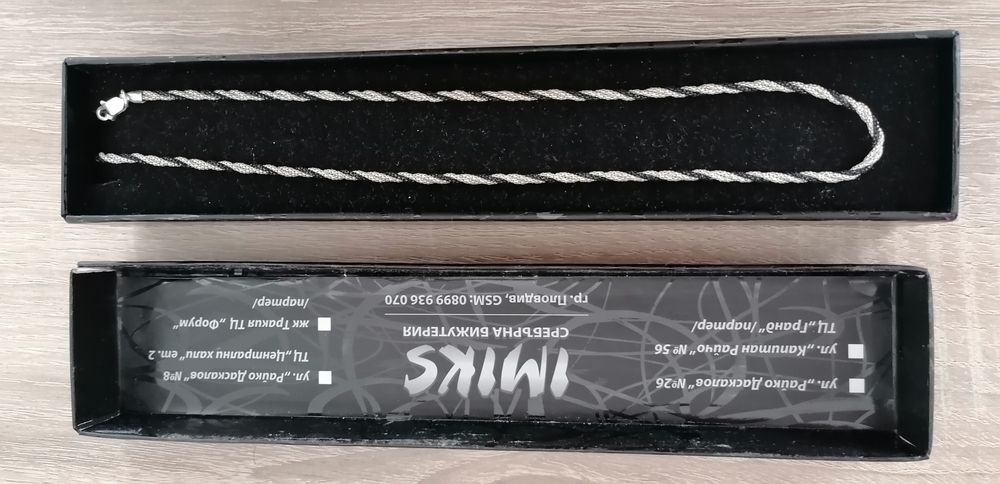 IMIKS
СРЕБЪРНА БИЖУТЕРИЯ
гр. Пловдив, GSM: 0899 936 070
ул. „Райко Даскалов“ №26
ул. „Капитан Райчо“ № 56
ТЦ „Гранд“ /партер/
ул. „Райко Даскалов“ №8
ТЦ „Централни хали“ ет. 2
жк Тракия ТЦ „Форум“
/партер/